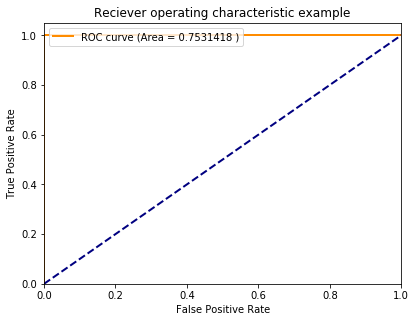 Reciever operating characteristic example
ROC curve (Area = 0.7531418 )
True Positive Rate
1.0
0.8
0.6
0.4
0.2
0.0
0.0 0.2 0.4 0.6 0.8 1.0
False Positive Rate